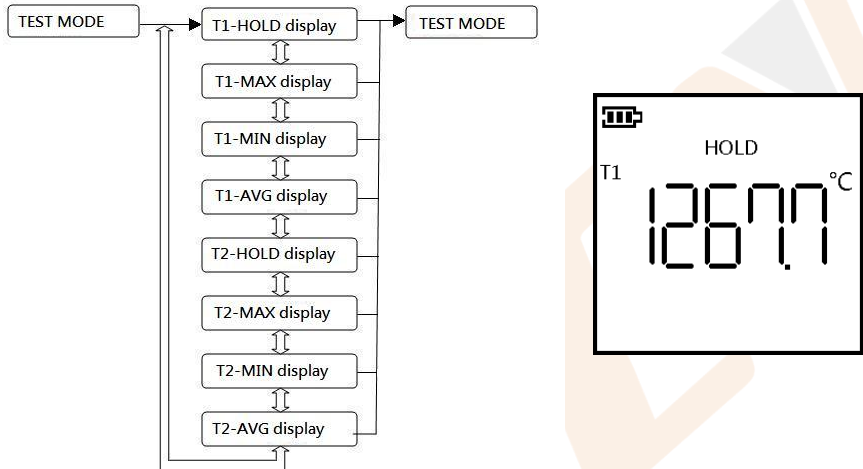 TEST MODE
T1-HOLD display
TEST MODE
T1-MAX display
T1-MIN display
T1-AVG display
T2-HOLD display
T2-MAX display
T2-MIN display
T2-AVG display
HOLD
T1
1267.7 °C